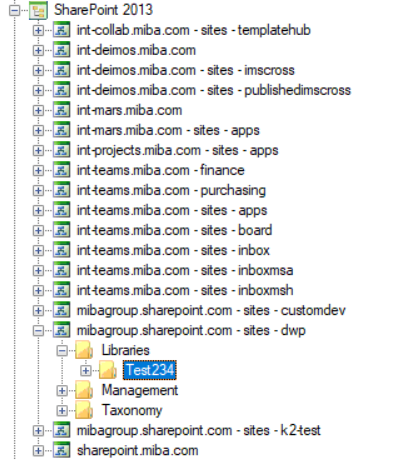 SharePoint 2013
int-collab.miba.com - sites - templatehub
int-deimos.miba.com
int-deimos.miba.com - sites - imscross
int-deimos.miba.com - sites - publishedimscross
int-mars.miba.com
int-mars.miba.com - sites - apps
int-projects.miba.com - sites - apps
int-teams.miba.com - finance
int-teams.miba.com - purchasing
int-teams.miba.com - sites - apps
int-teams.miba.com - sites - board
int-teams.miba.com - sites - inbox
int-teams.miba.com - sites - inboxmsa
int-teams.miba.com - sites - inboxmsh
mibagroup.sharepoint.com - sites - customdev
mibagroup.sharepoint.com - sites - dwp
Libraries
Test234
Management
Taxonomy
mibagroup.sharepoint.com - sites - k2-test
sharepoint.miba.com